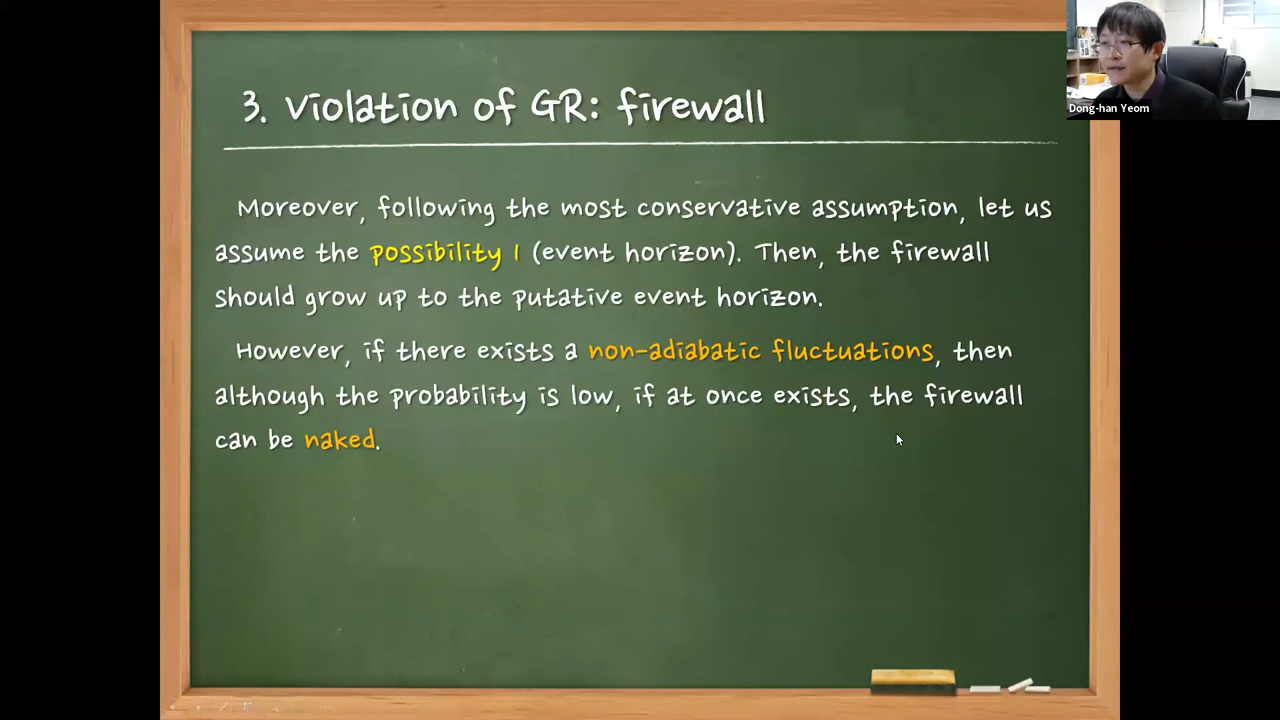 Dong-han Yeom
3. Violation of GR: firewall
Moreover, following the most conservative assumption, let us
assume the possibility 1 (event horizon). Then, the firewall
should grow up to the putative event horizon.
However, if there exists a non-adiabatic fluctuations, then
although the probability is low, if at once exists, the firewall
can be naked.